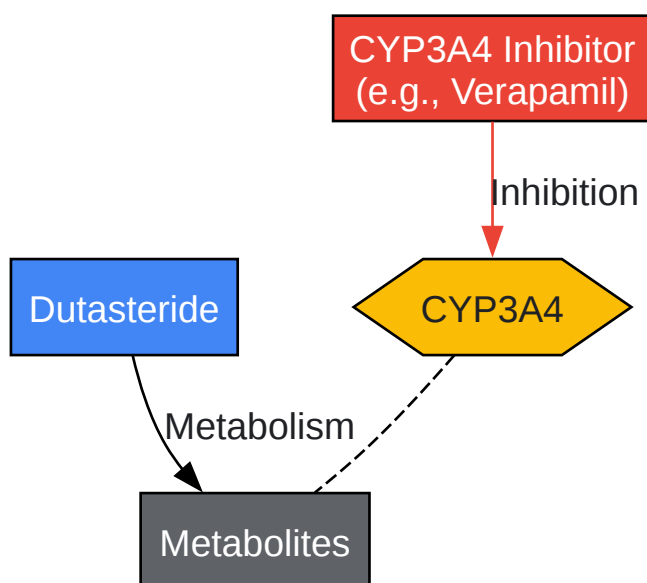 CYP3A4 Inhibitor
(e.g., Verapamil)
Inhibition
Dutasteride
CYP3A4
Metabolism
Metabolites